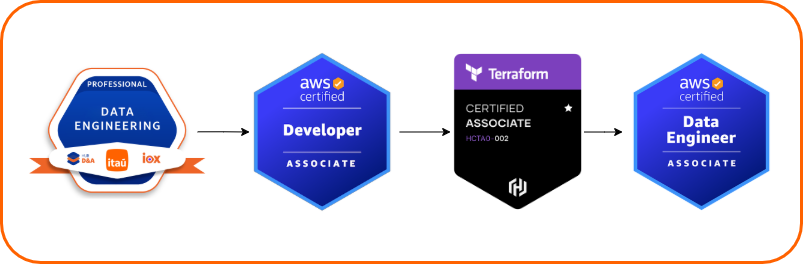 PROFESSIONAL
DATA
ENGINEERING
HUB
D&A
itaú
iox
aws
certified
Developer
ASSOCIATE
Terraform
CERTIFIED
ASSOCIATE
HCTA0-002
aws
certified
Data
Engineer
ASSOCIATE